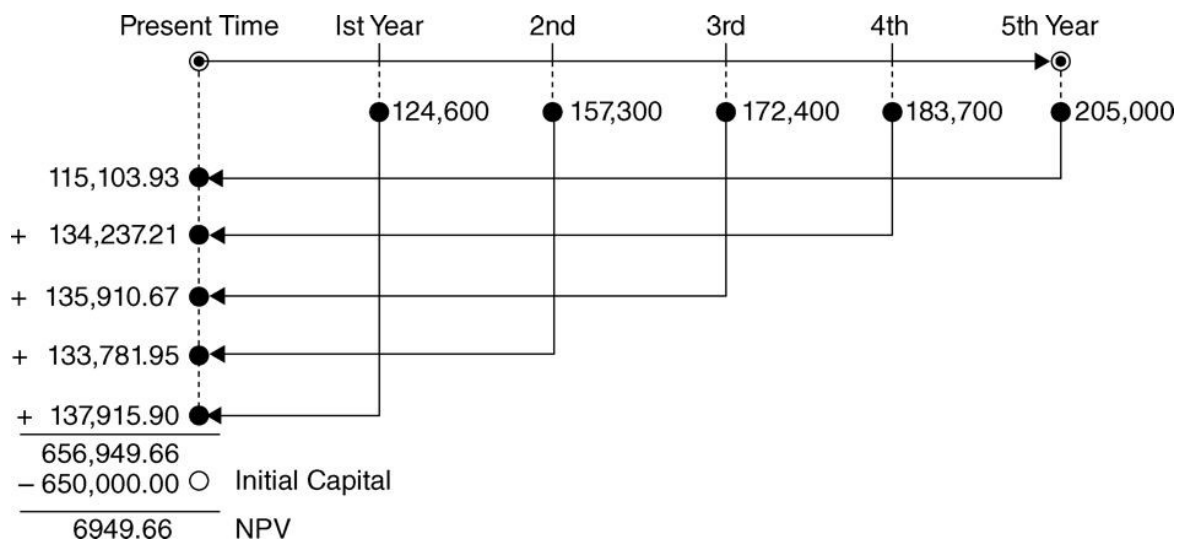 Present Time Ist Year 2nd 3rd 4th 5th Year
124,600 157,300 172,400 183,700 205,000
115,103.93
+ 134,237.21
+ 135,910.67
+ 133,781.95
+ 137,915.90
656,949.66
– 650,000.00 Initial Capital
6949.66 NPV